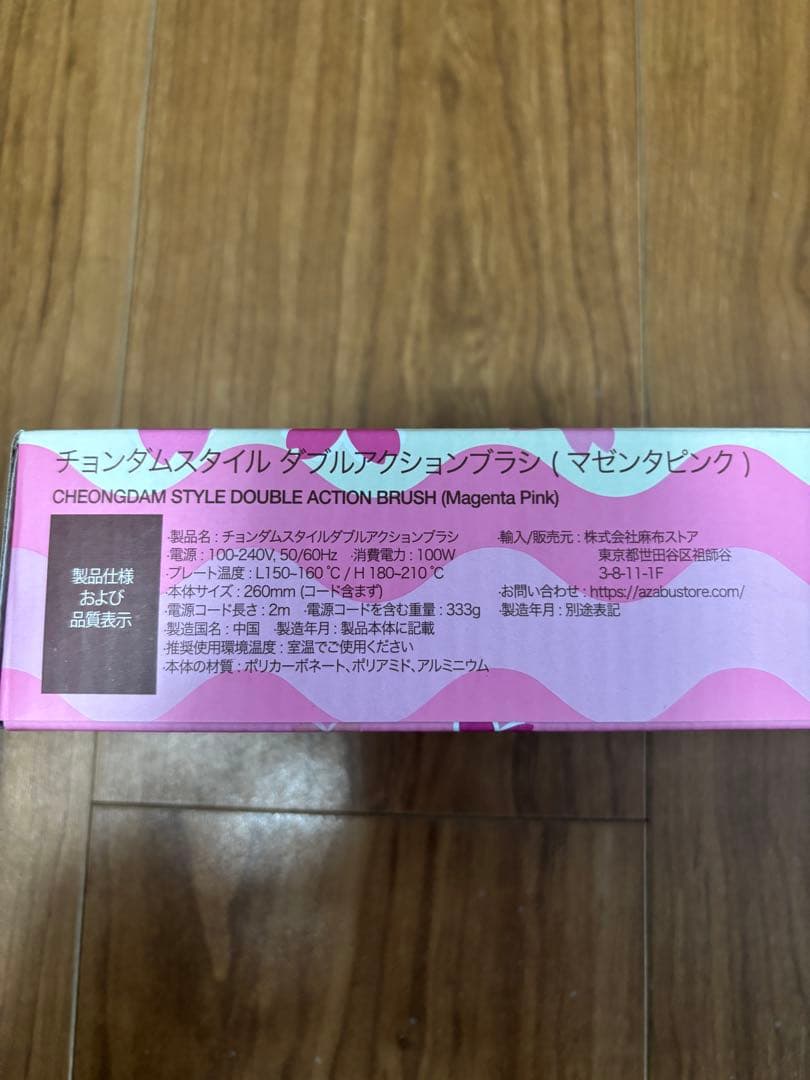 チョンダムスタイル ダブルアクションブラシ ( マゼンタピンク )
CHEONGDAM STYLE DOUBLE ACTION BRUSH (Magenta Pink)
製品仕様
および
品質表示
·製品名 : チョンダムスタイルダブルアクションブラシ
·電源 : 100-240V, 50/60Hz ·消費電力 : 100W
·プレート温度 : L150~160 ℃ / H 180~210 ℃
·本体サイズ : 260mm (コード含まず)
·電源コード長さ : 2m ·電源コードを含む重量 : 333g
·製造国名 : 中国 ·製造年月 : 製品本体に記載
·推奨使用環境温度 : 室温でご使用ください
·本体の材質 : ポリカーボネート、ポリアミド、アルミニウム
·輸入/販売元 : 株式会社麻布ストア
東京都世田谷区祖師谷
3-8-11-1F
·お問い合わせ : https://azabustore.com/
·製造年月 : 別途表記